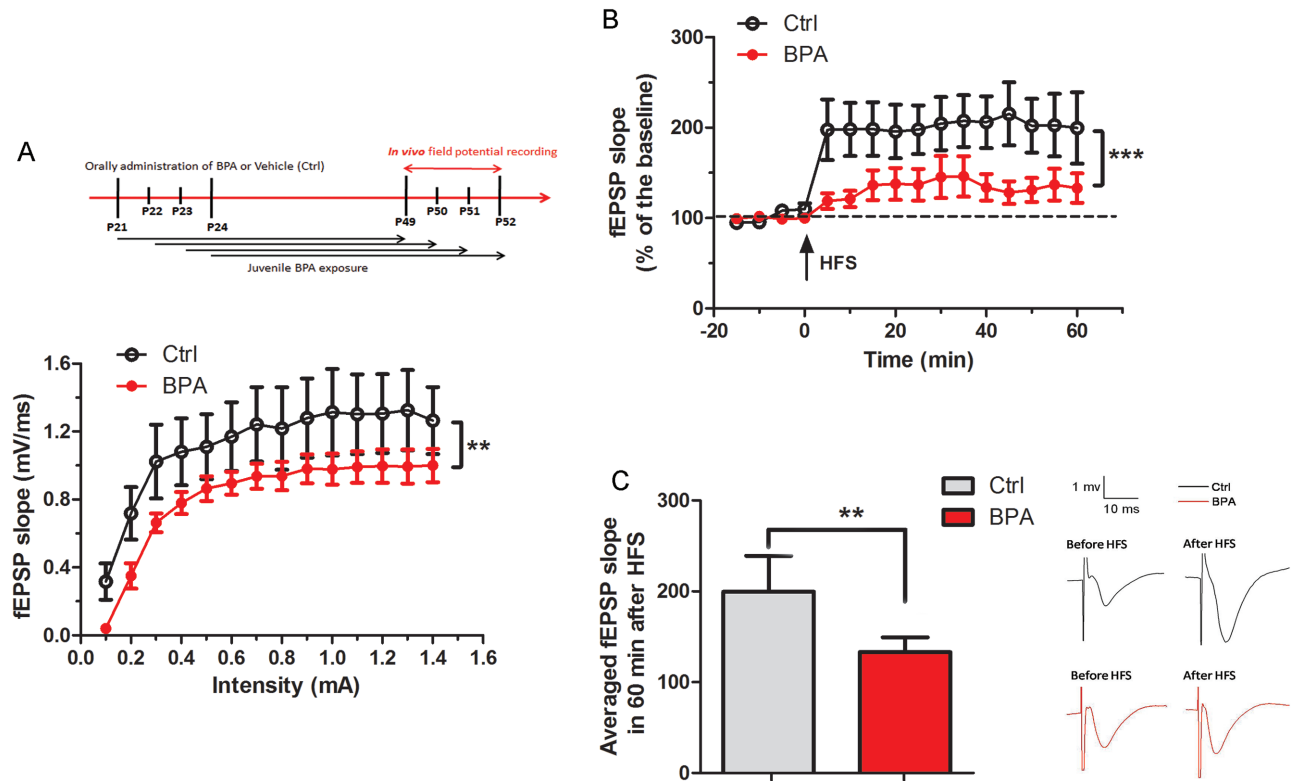 A
Orally administration of BPA or Vehicle (Ctrl)
In vivo field potential recording
P21
P22
P23
P24
P49
P50
P51
P52
Juvenile BPA exposure
Ctrl
BPA
fEPSP slope (mV/ms)
1.6
1.2
0.8
0.4
0.0
**
0.0 0.2 0.4 0.6 0.8 1.0 1.2 1.4 1.6
Intensity (mA)
B
Ctrl
BPA
fEPSP slope
(% of the baseline)
300
200
100
0
***
HFS
-20 0 20 40 60
Time (min)
C
Ctrl
BPA
Averaged fEPSP slope
in 60 min after HFS
300
200
100
0
**
1 mv
10 ms
Ctrl
BPA
Before HFS
After HFS
Before HFS
After HFS